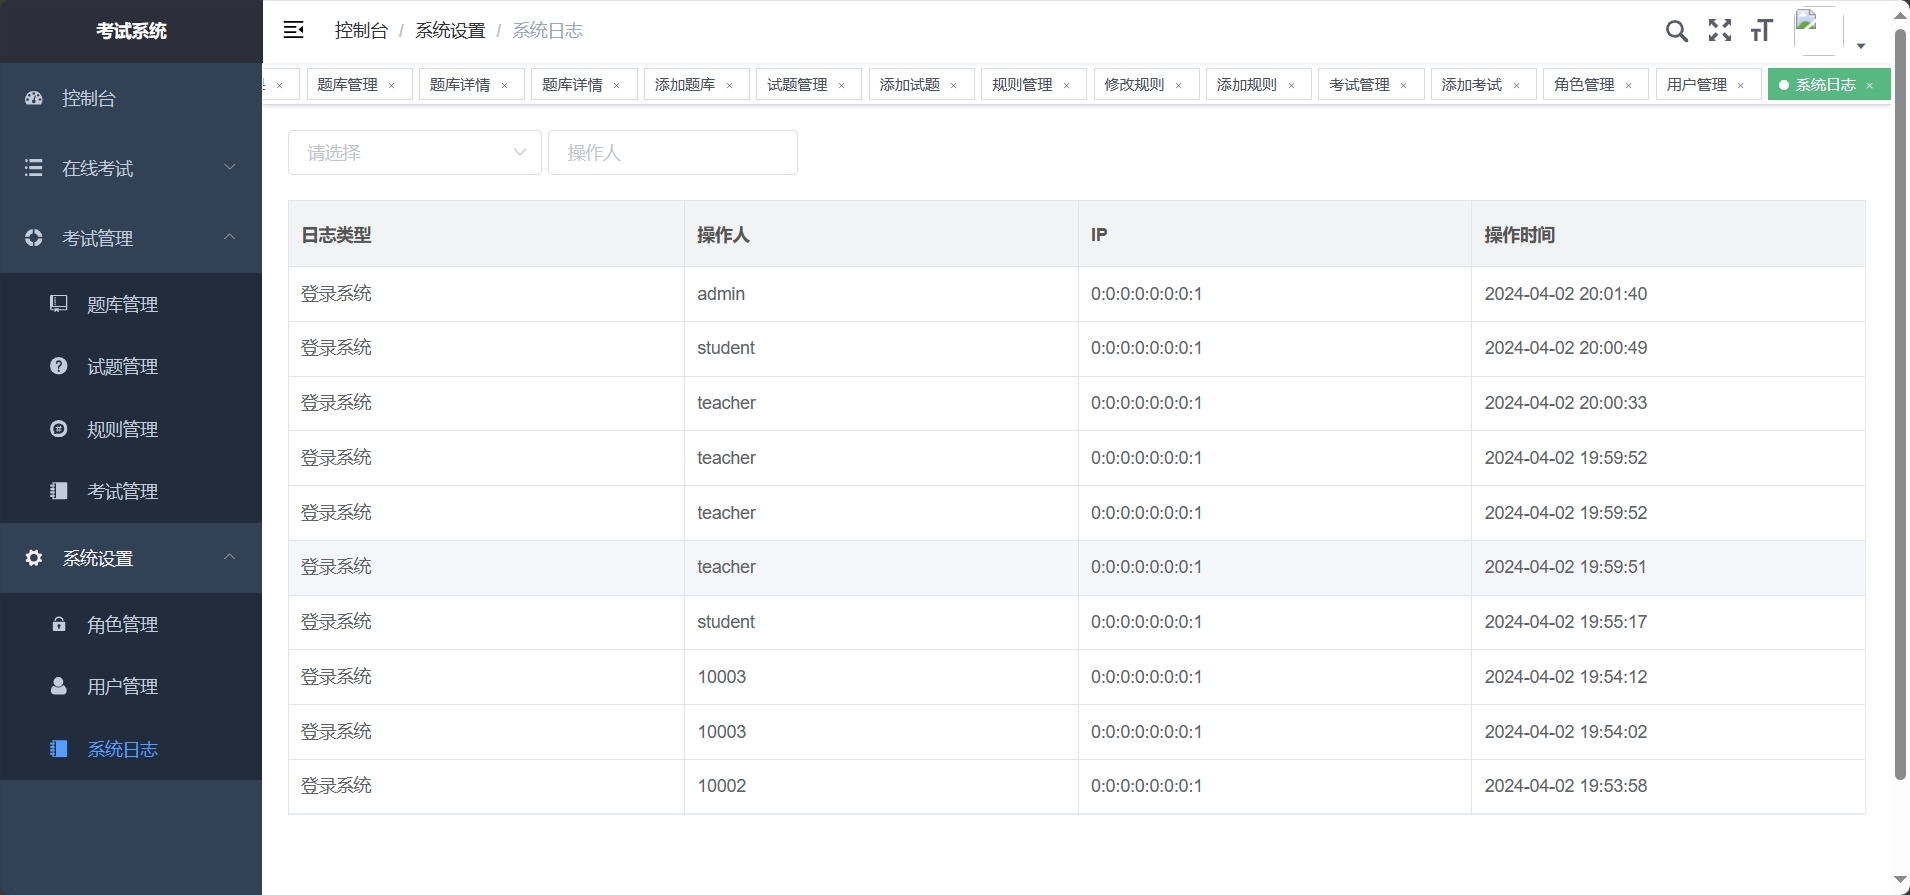 考试系统
控制台 / 系统设置 / 系统日志
题库管理 × 题库详情 × 题库详情 × 添加题库 × 试题管理 × 添加试题 × 规则管理 × 修改规则 × 添加规则 × 考试管理 × 添加考试 × 角色管理 × 用户管理 × 系统日志 ×
控制台
在线考试
考试管理
题库管理
试题管理
规则管理
考试管理
系统设置
角色管理
用户管理
系统日志
请选择 操作人
日志类型 操作人 IP 操作时间
登录系统 admin 0:0:0:0:0:0:0:1 2024-04-02 20:01:40
登录系统 student 0:0:0:0:0:0:0:1 2024-04-02 20:00:49
登录系统 teacher 0:0:0:0:0:0:0:1 2024-04-02 20:00:33
登录系统 teacher 0:0:0:0:0:0:0:1 2024-04-02 19:59:52
登录系统 teacher 0:0:0:0:0:0:0:1 2024-04-02 19:59:52
登录系统 teacher 0:0:0:0:0:0:0:1 2024-04-02 19:59:51
登录系统 student 0:0:0:0:0:0:0:1 2024-04-02 19:55:17
登录系统 10003 0:0:0:0:0:0:0:1 2024-04-02 19:54:12
登录系统 10003 0:0:0:0:0:0:0:1 2024-04-02 19:54:02
登录系统 10002 0:0:0:0:0:0:0:1 2024-04-02 19:53:58